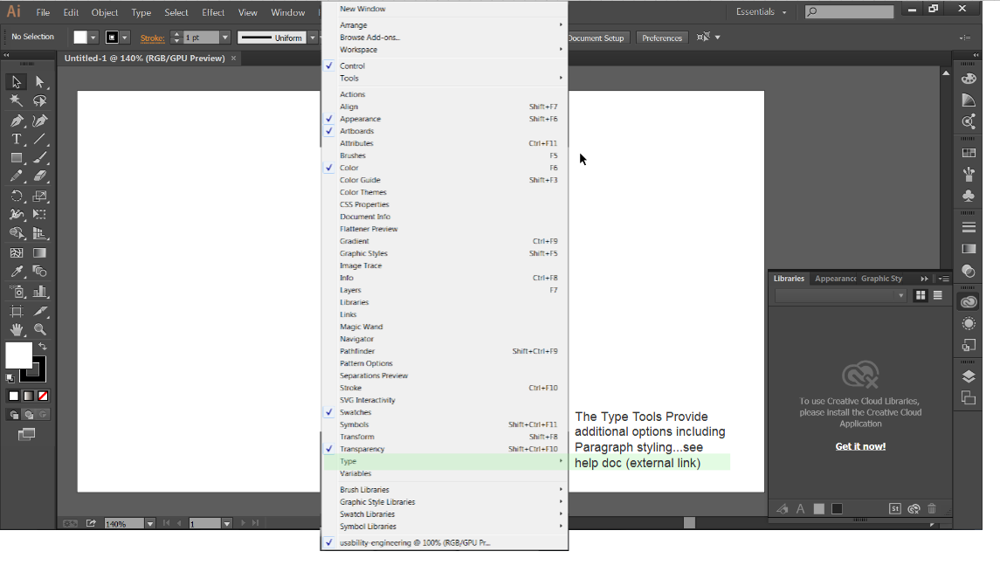 Ai File Edit Object Type Select Effect View Window
Essentials
No Selection
Stroke: 1 pt Uniform
Document Setup Preferences
Untitled-1 @ 140% (RGB/GPU Preview) ×
New Window
Arrange
Browse Add-ons...
Workspace
Control
Tools
Actions
Align Shift+F7
Appearance Shift+F6
Artboards
Attributes Ctrl+F11
Brushes F5
Color F6
Color Guide Shift+F3
Color Themes
CSS Properties
Document Info
Flattener Preview
Gradient Ctrl+F9
Graphic Styles Shift+F5
Image Trace
Info Ctrl+F8
Layers F7
Libraries
Links
Magic Wand
Navigator
Pathfinder Shift+Ctrl+F9
Pattern Options
Separations Preview
Stroke Ctrl+F10
SVG Interactivity
Swatches
Symbols Shift+Ctrl+F11
Transform Shift+F8
Transparency Shift+Ctrl+F10
Type
Variables
Brush Libraries
Graphic Style Libraries
Swatch Libraries
Symbol Libraries
usability-engineering @ 100% (RGB/GPU Pr...
The Type Tools Provide
additional options including
Paragraph styling...see
help doc (external link)
Libraries Appearance Graphic Sty
To use Creative Cloud Libraries,
please install the Creative Cloud
Application
Get it now!
St
140% 1